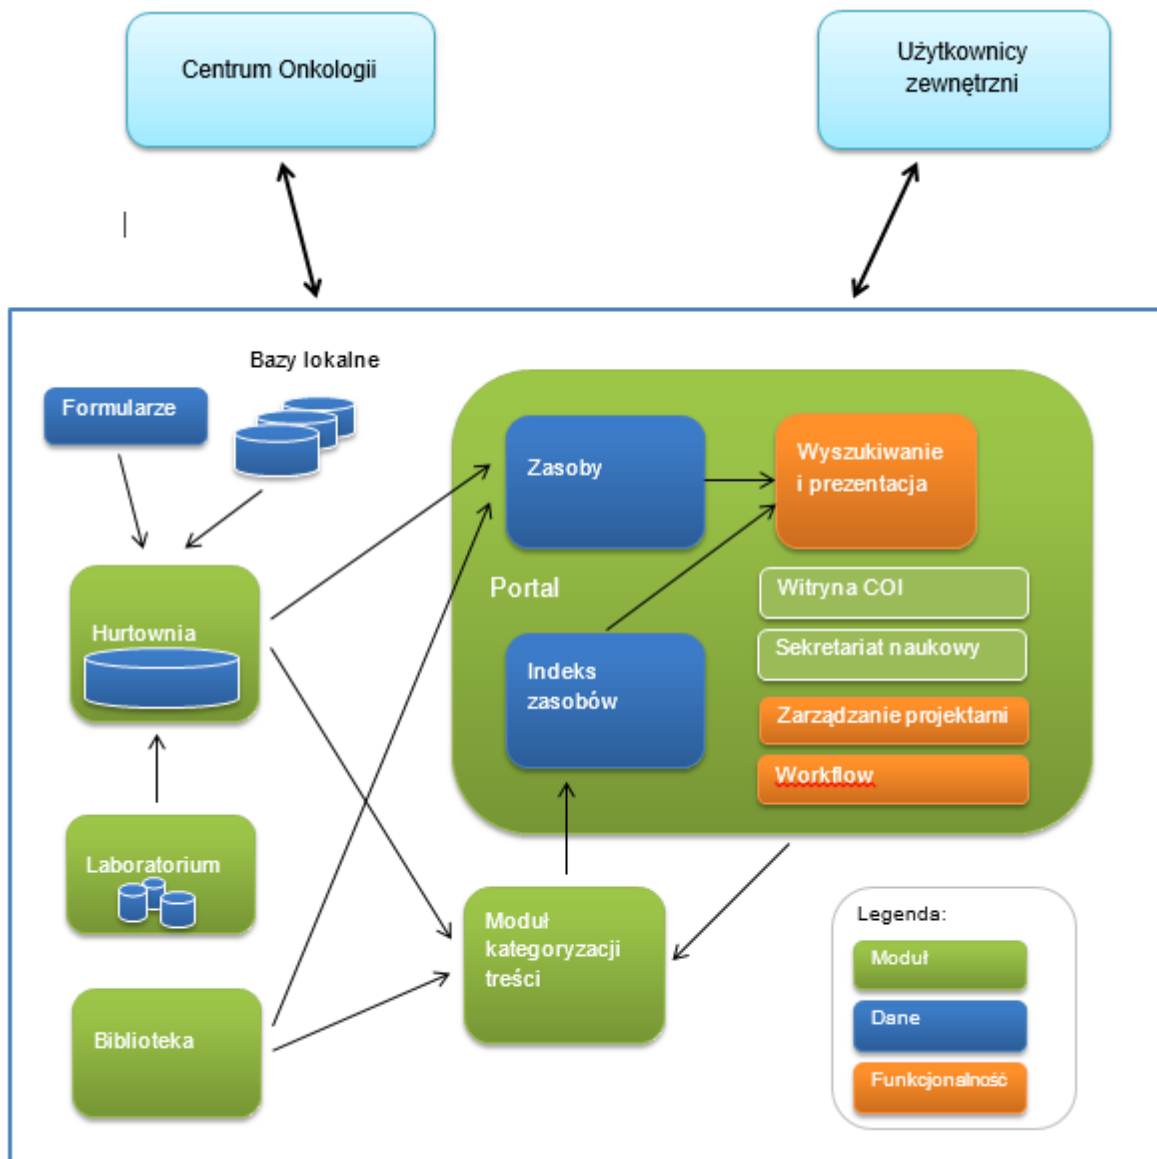 Centrum Onkologii
Użytkownicy
zewnętrzni
Bazy lokalne
Formularze
Zasoby
Wyszukiwanie
i prezentacja
Portal
Witryna COI
Hurtownia
Sekretariat naukowy
Indeks
zasobów
Zarządzanie projektami
Workflow
Laboratorium
Moduł
kategoryzacji
treści
Legenda:
Moduł
Dane
Funkcjonalność
Biblioteka